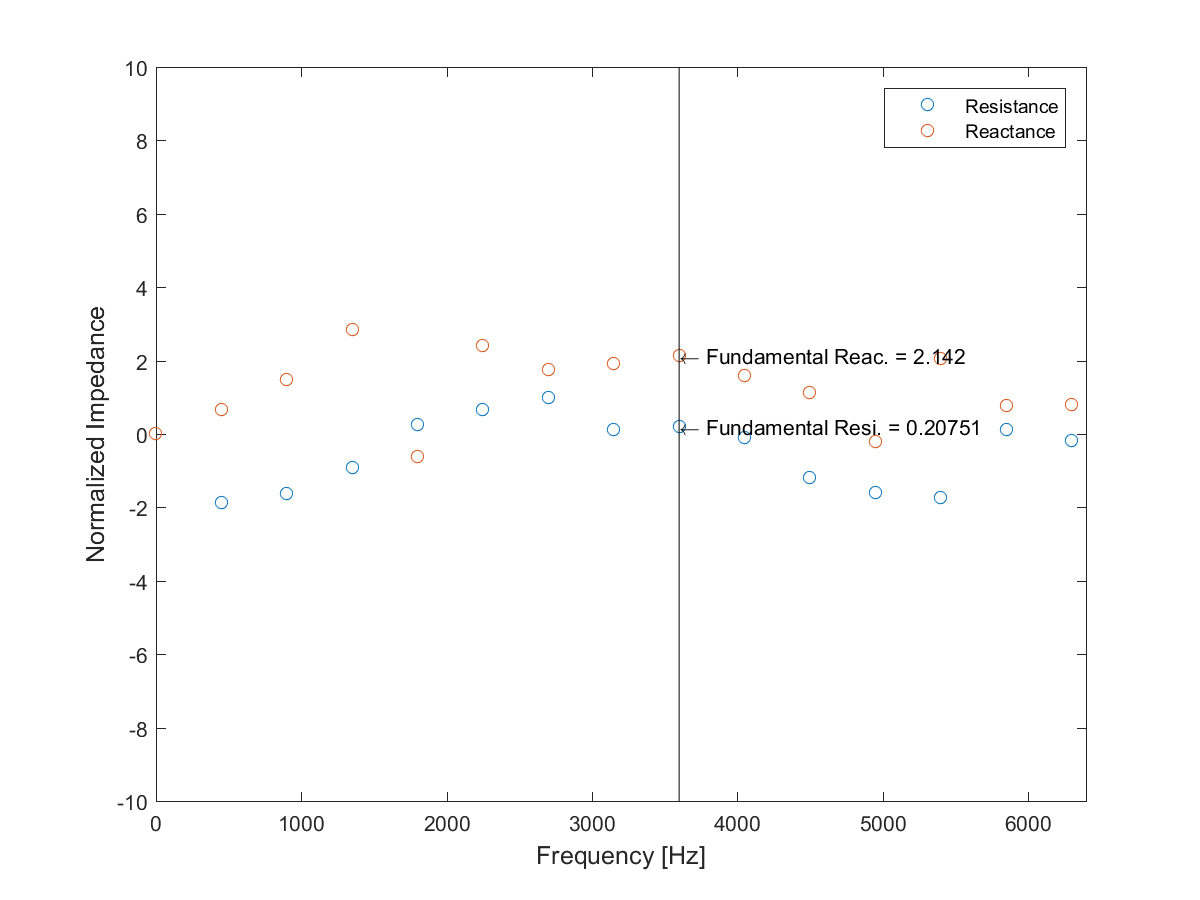 10
8
6
4
2
0
-2
-4
-6
-8
-10
Normalized Impedance
Resistance
Reactance
← Fundamental Reac. = 2.142
← Fundamental Resi. = 0.20751
0 1000 2000 3000 4000 5000 6000
Frequency [Hz]